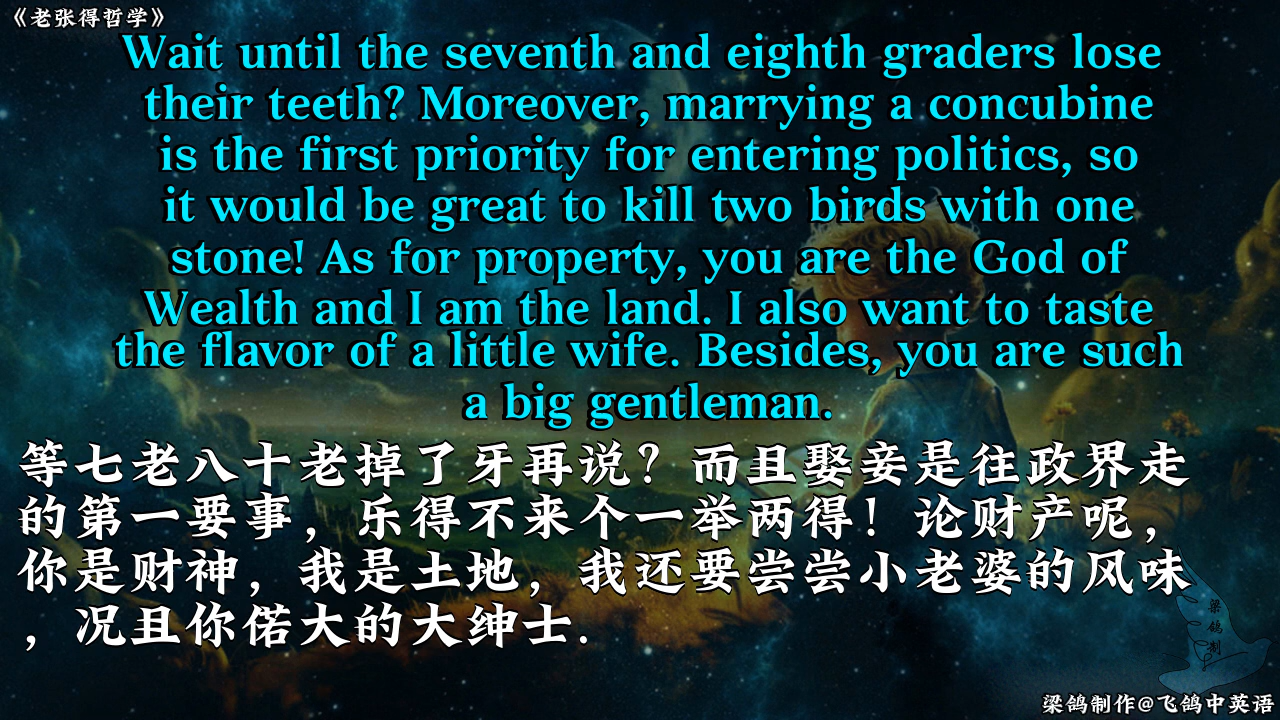 《老张得哲学》
Wait until the seventh and eighth graders lose
their teeth? Moreover, marrying a concubine
is the first priority for entering politics, so
it would be great to kill two birds with one
stone! As for property, you are the God of
Wealth and I am the land. I also want to taste
the flavor of a little wife. Besides, you are such
a big gentleman.
等七老八十老掉了牙再说？而且娶妾是往政界走
的第一要事，乐得不来个一举两得！论财产呢，
你是财神，我是土地，我还要尝尝小老婆的风味
，况且你偌大的大绅士.
梁鸽制
梁鸽制作@飞鸽中英语